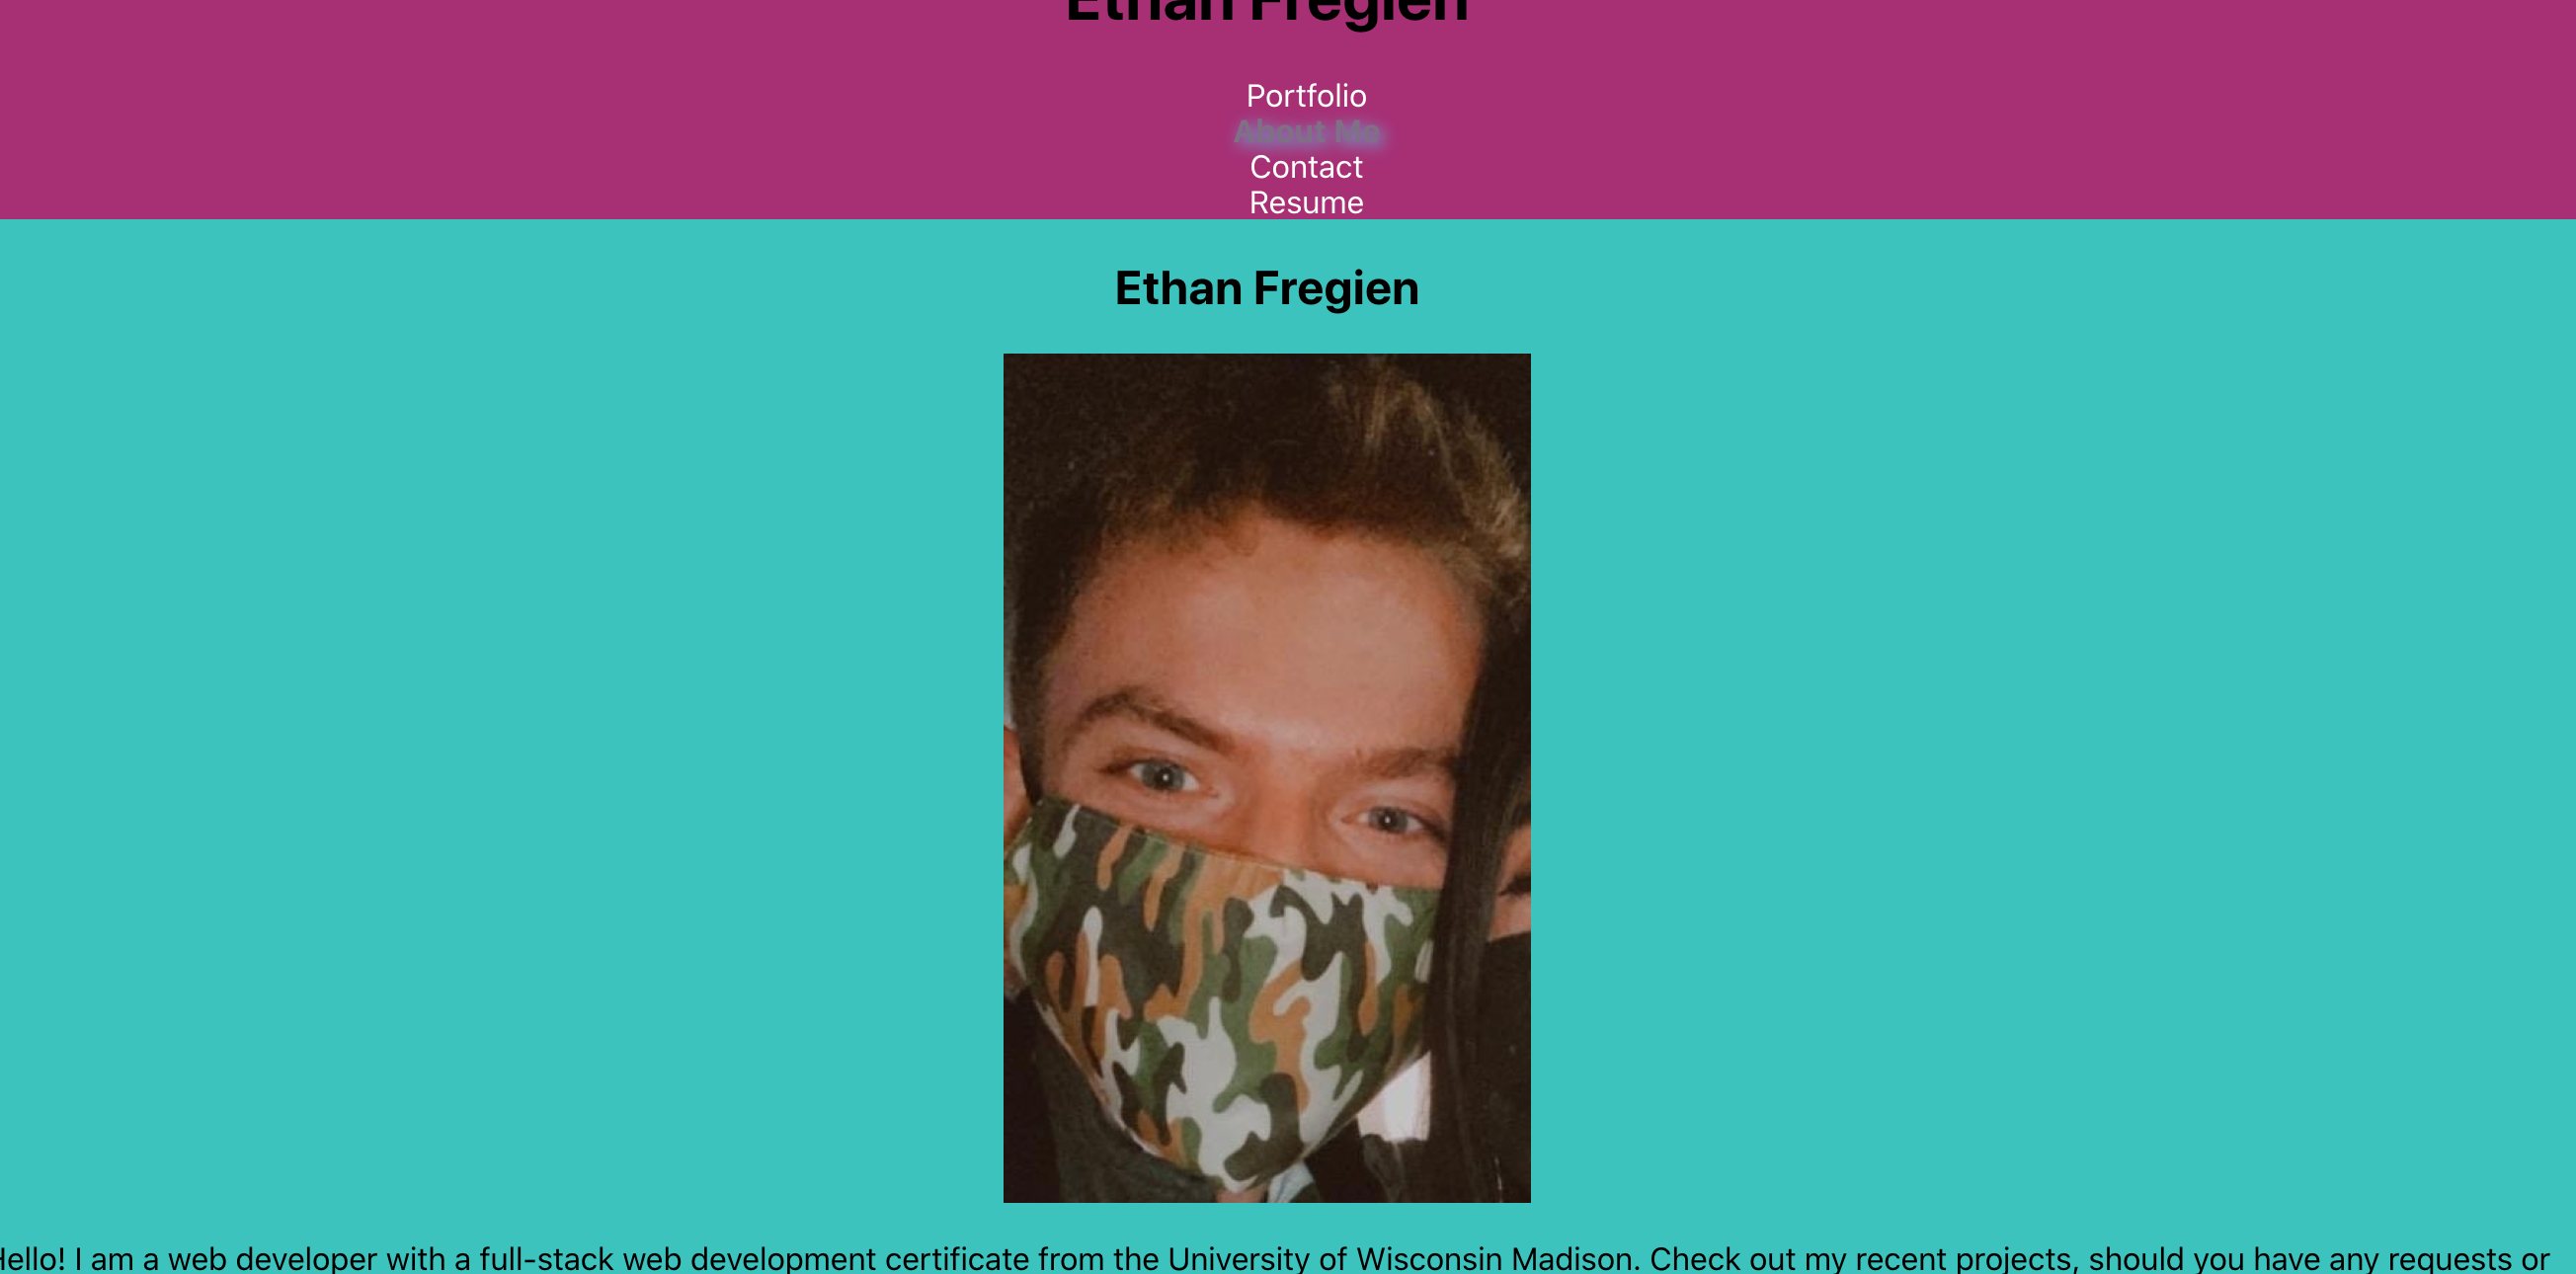 Ethan Fregien
Portfolio
About Me
Contact
Resume
Ethan Fregien
Hello! I am a web developer with a full-stack web development certificate from the University of Wisconsin Madison. Check out my recent projects, should you have any requests or